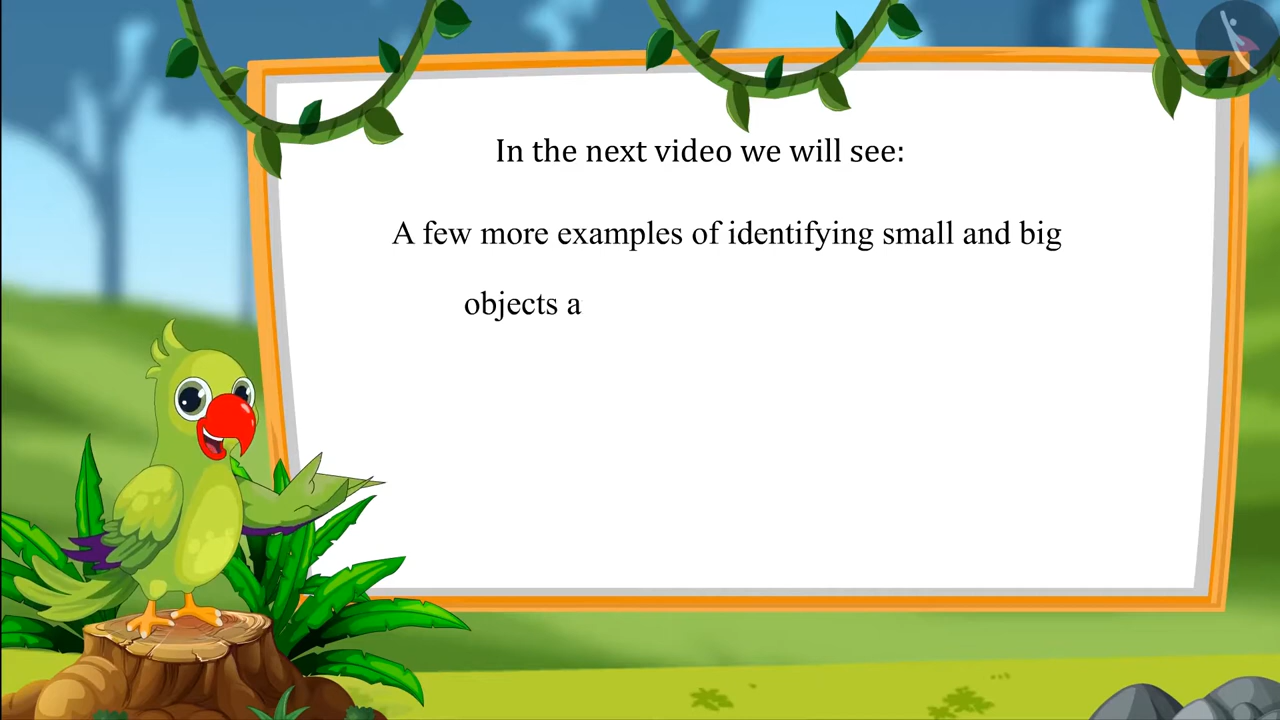 In the next video we will see:
A few more examples of identifying small and big
objects a